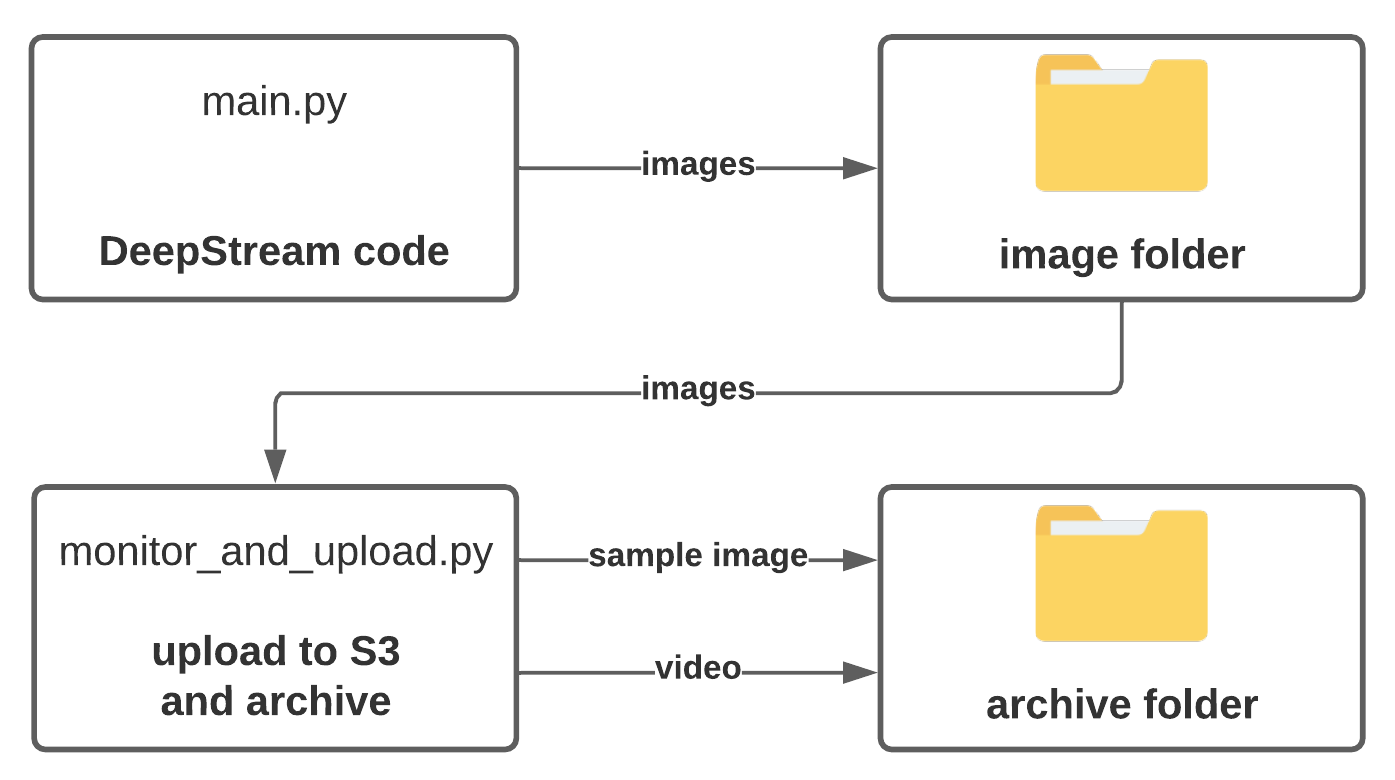 main.py
DeepStream code
images
image folder
images
monitor_and_upload.py
upload to S3
and archive
sample image
video
archive folder